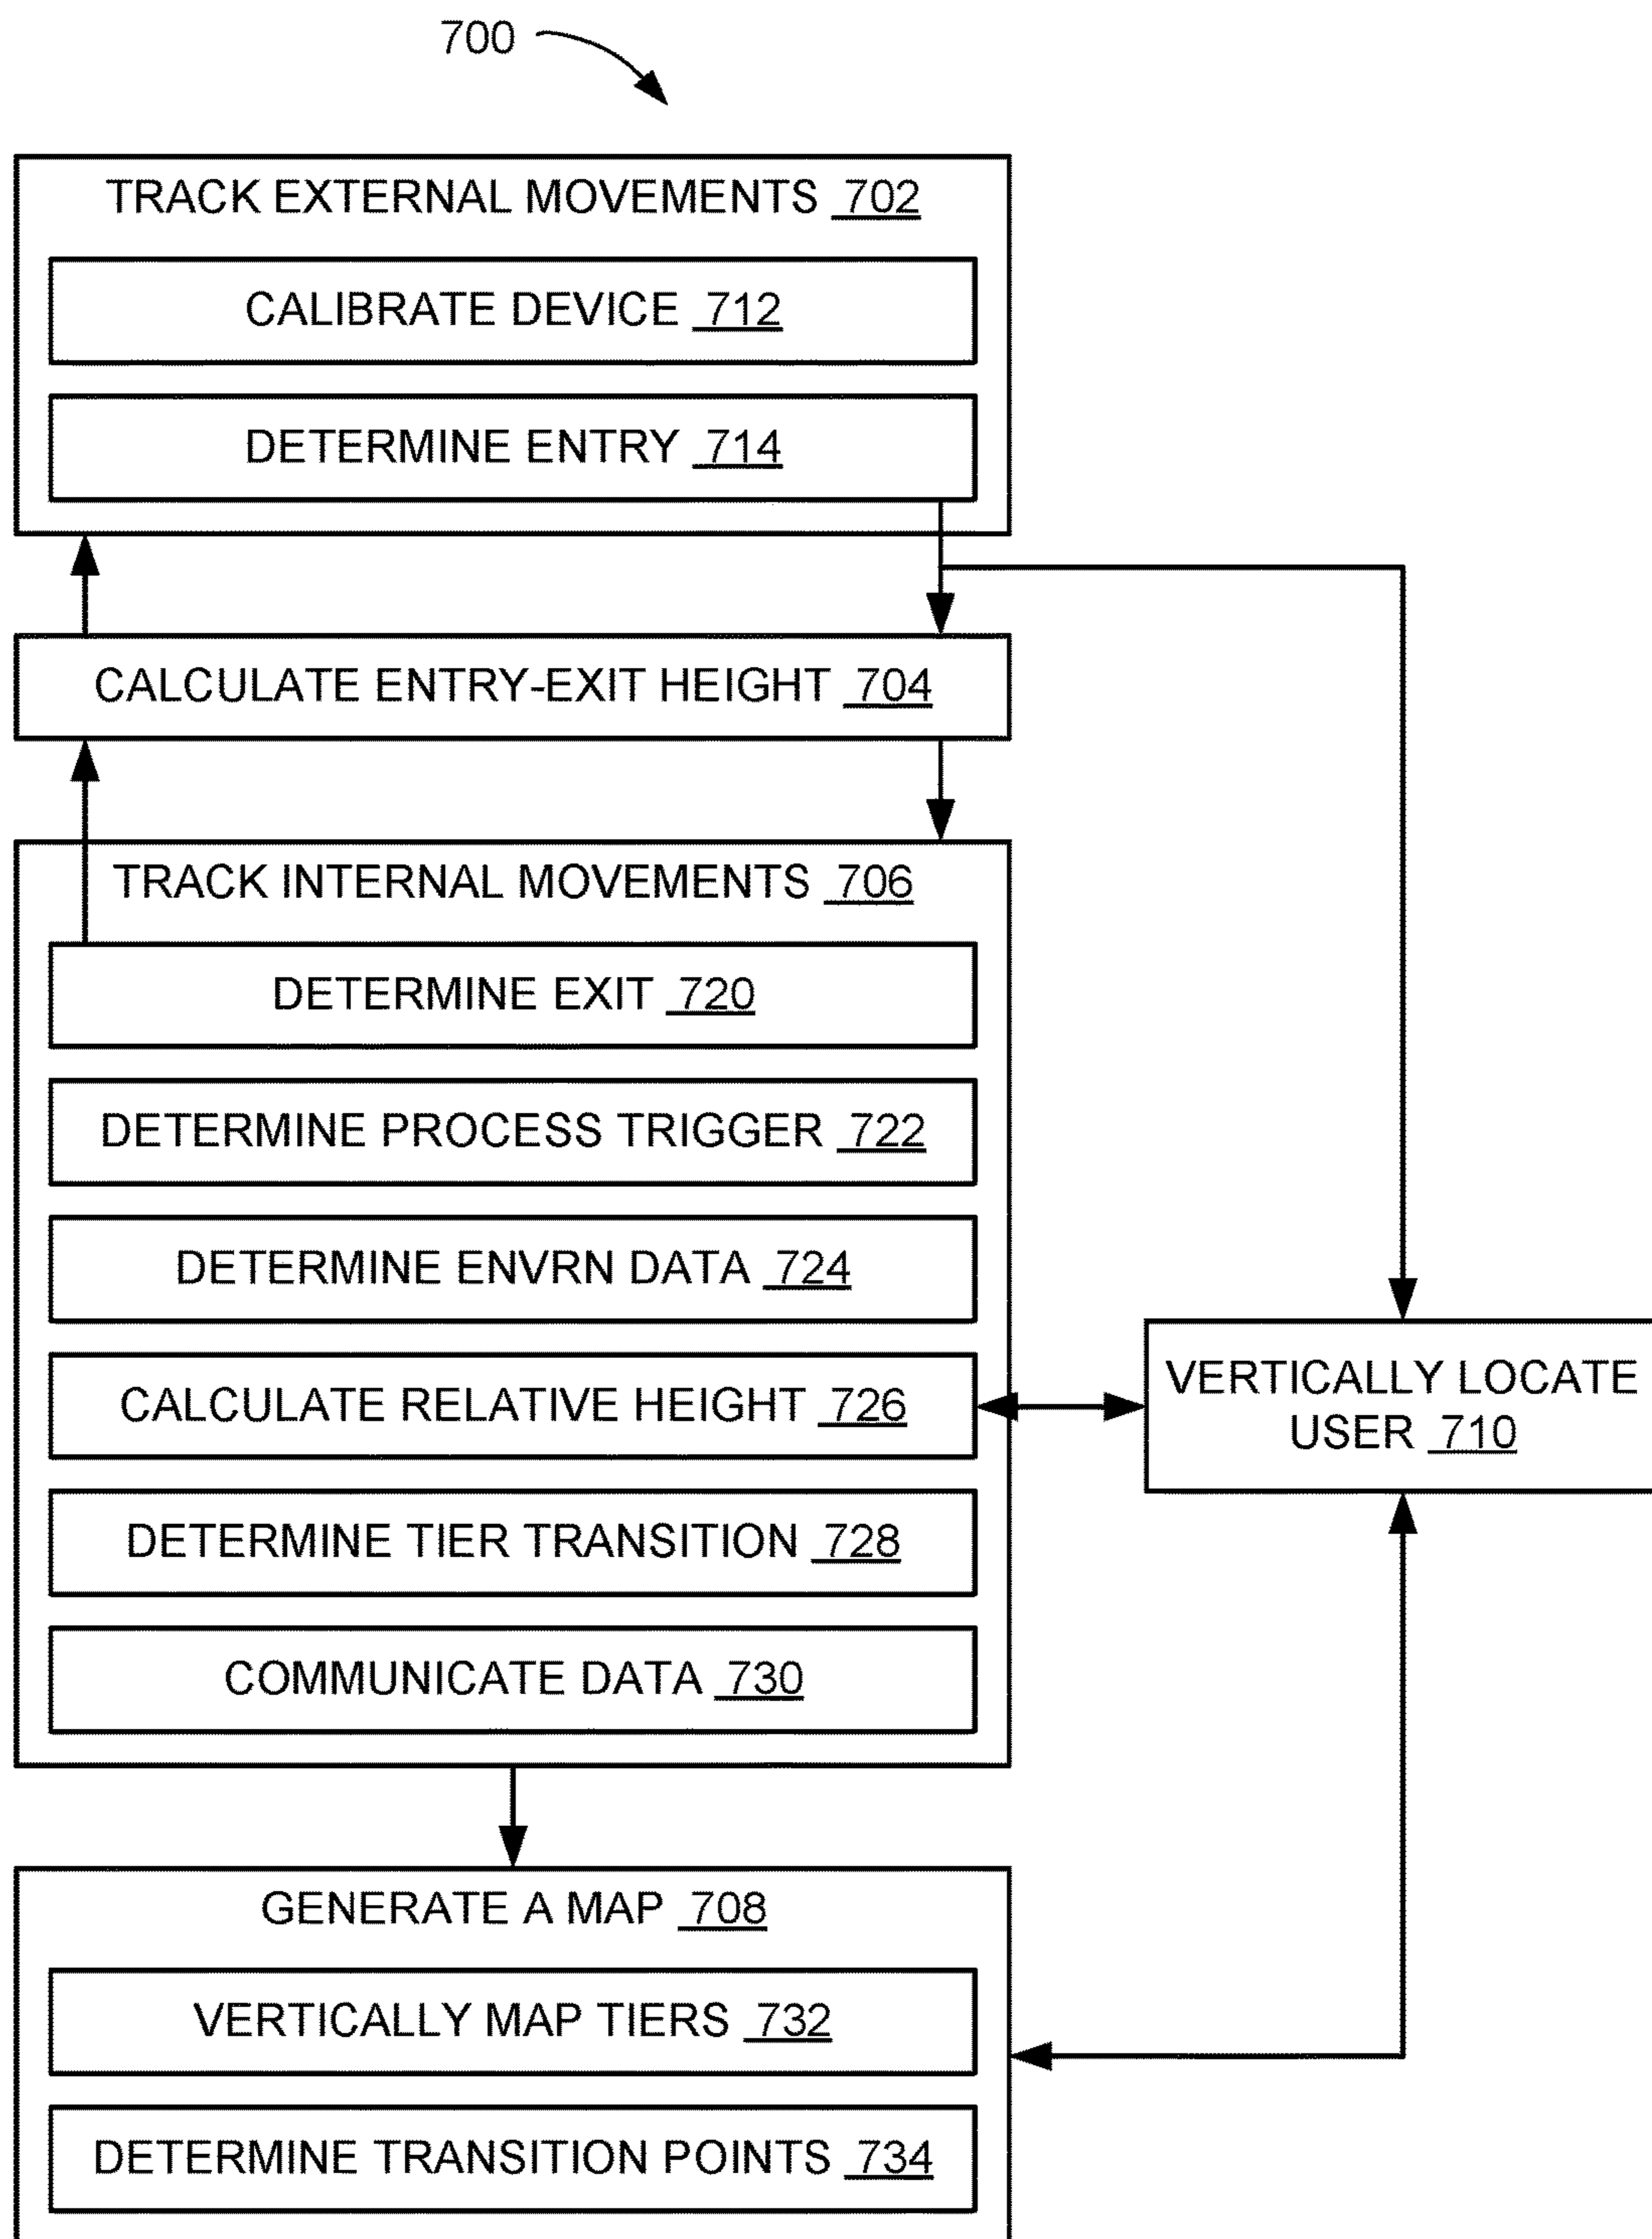 700
TRACK EXTERNAL MOVEMENTS 702
CALIBRATE DEVICE 712
DETERMINE ENTRY 714
CALCULATE ENTRY-EXIT HEIGHT 704
TRACK INTERNAL MOVEMENTS 706
DETERMINE EXIT 720
DETERMINE PROCESS TRIGGER 722
DETERMINE ENVRN DATA 724
CALCULATE RELATIVE HEIGHT 726
DETERMINE TIER TRANSITION 728
COMMUNICATE DATA 730
VERTICALLY LOCATE
USER 710
GENERATE A MAP 708
VERTICALLY MAP TIERS 732
DETERMINE TRANSITION POINTS 734